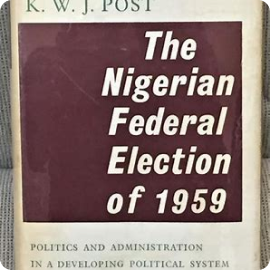 K. W. J. POST
The
Nigerian
Federal
Election
of 1959
POLITICS AND ADMINISTRATION
IN A DEVELOPING POLITICAL SYSTEM